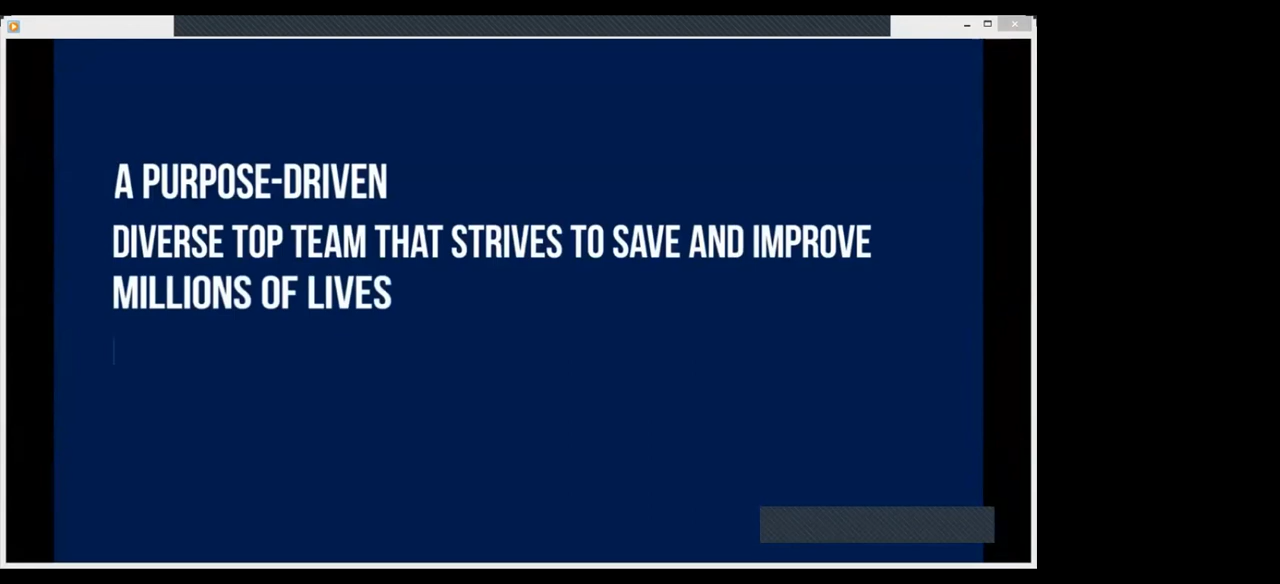 A PURPOSE-DRIVEN
DIVERSE TOP TEAM THAT STRIVES TO SAVE AND IMPROVE
MILLIONS OF LIVES